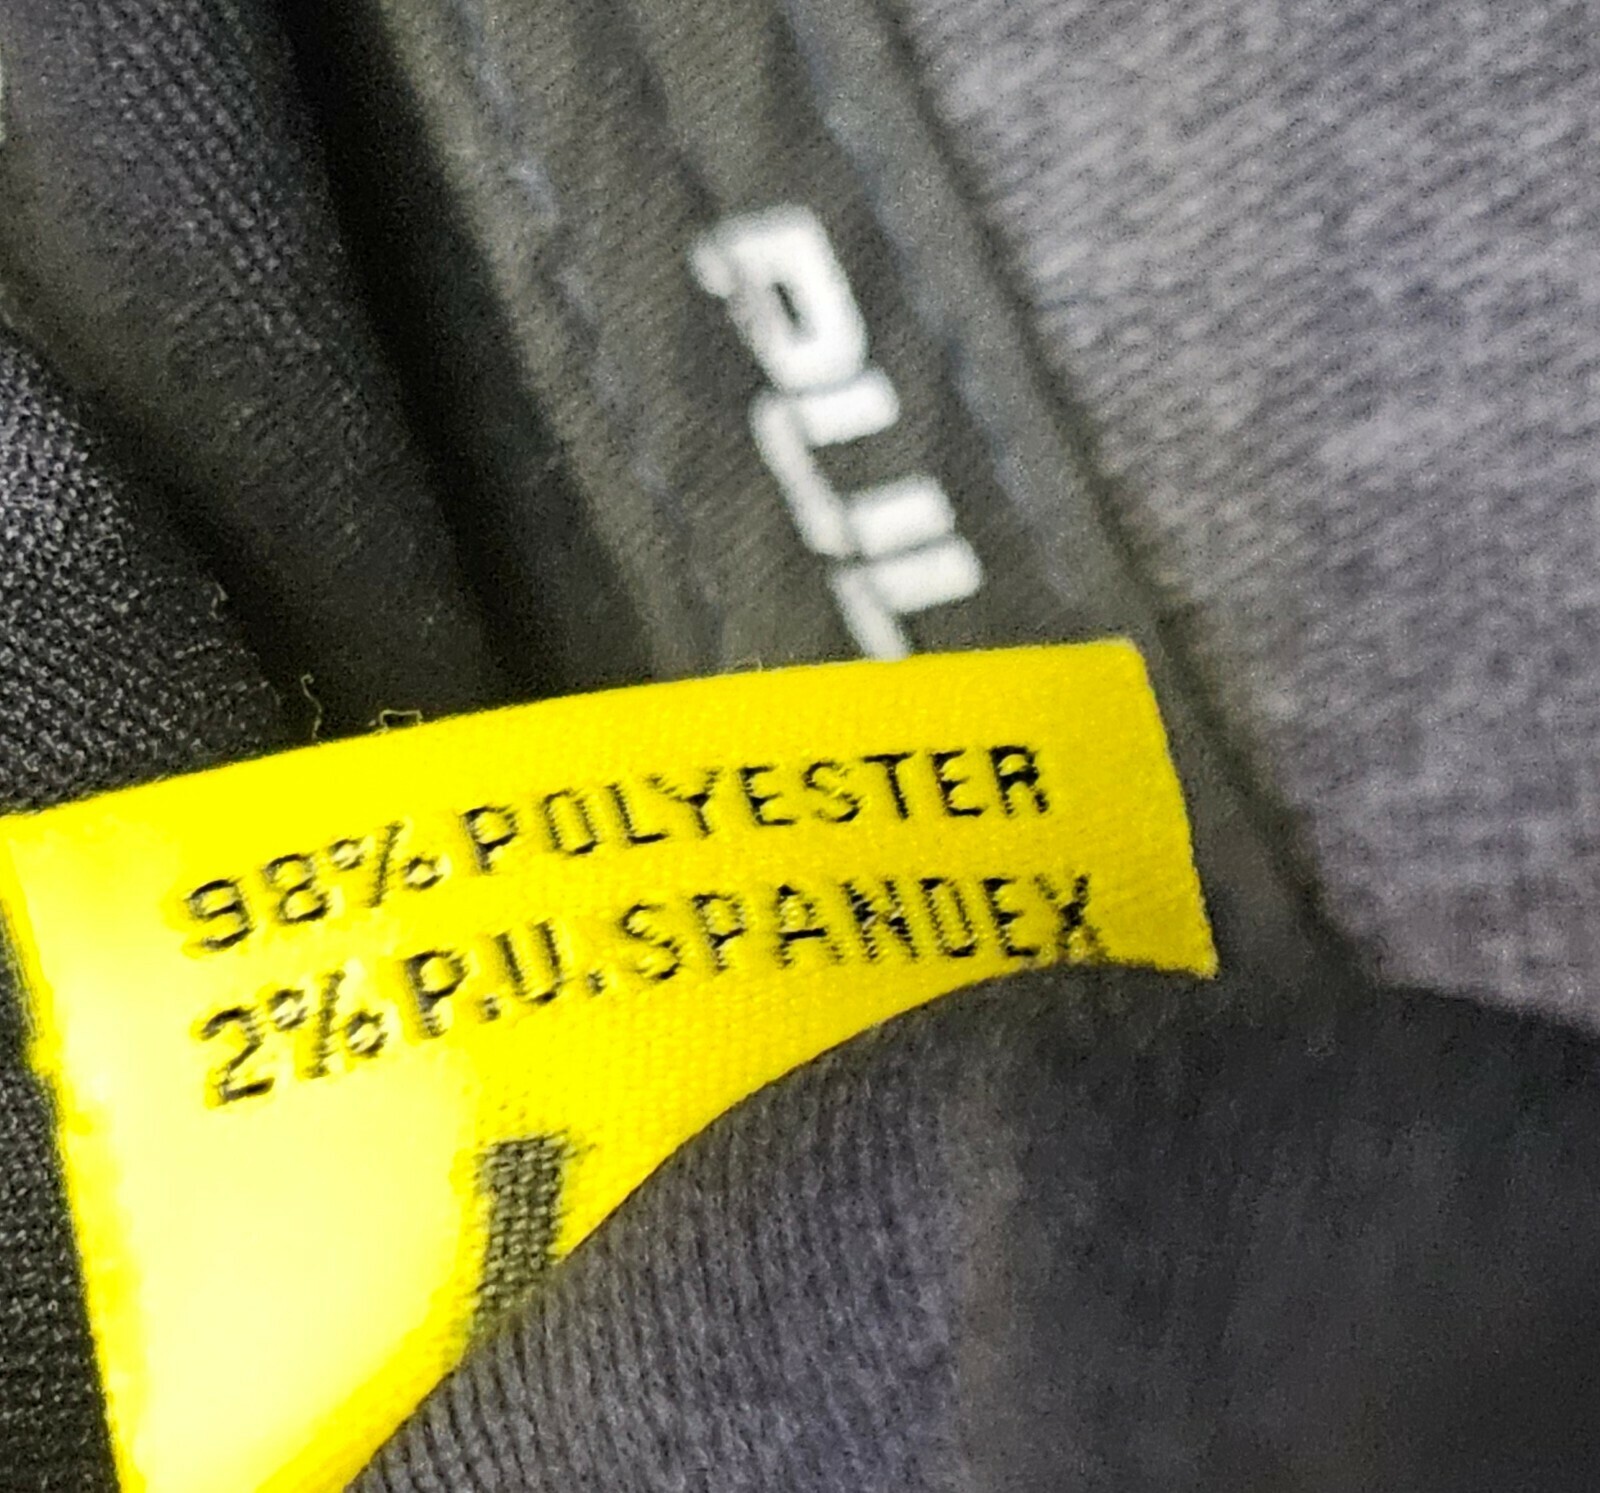 98% POLYESTER
2% P.U.SPANDEX